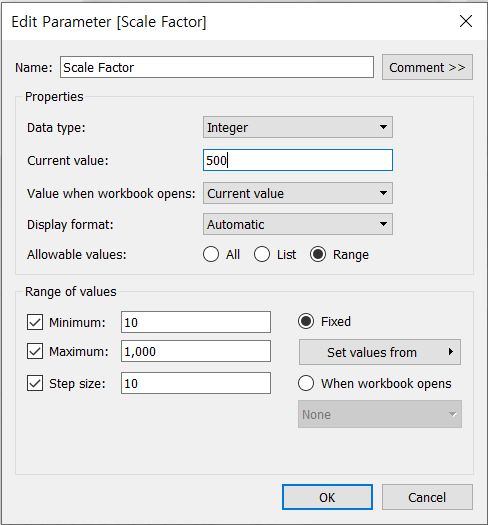 Edit Parameter [Scale Factor]
Name: Scale Factor Comment >>
Properties
Data type: Integer
Current value: 500
Value when workbook opens: Current value
Display format: Automatic
Allowable values: All List Range
Range of values
Minimum: 10 Fixed
Maximum: 1,000 Set values from
Step size: 10 When workbook opens
None
OK Cancel